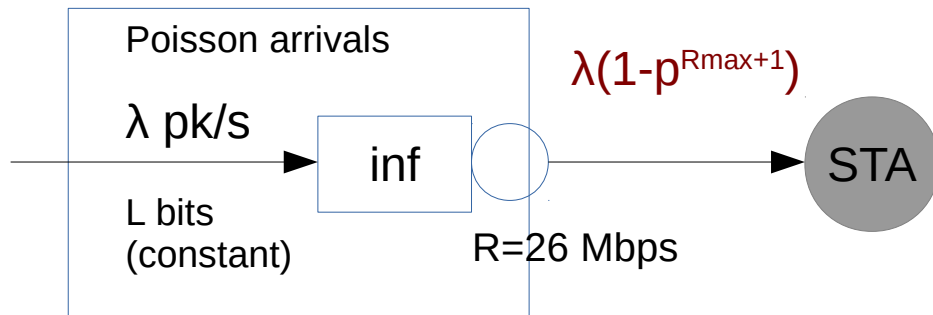 Poisson arrivals
λ(1-p^Rmax+1)
λ pk/s
inf
STA
L bits
(constant)
R=26 Mbps